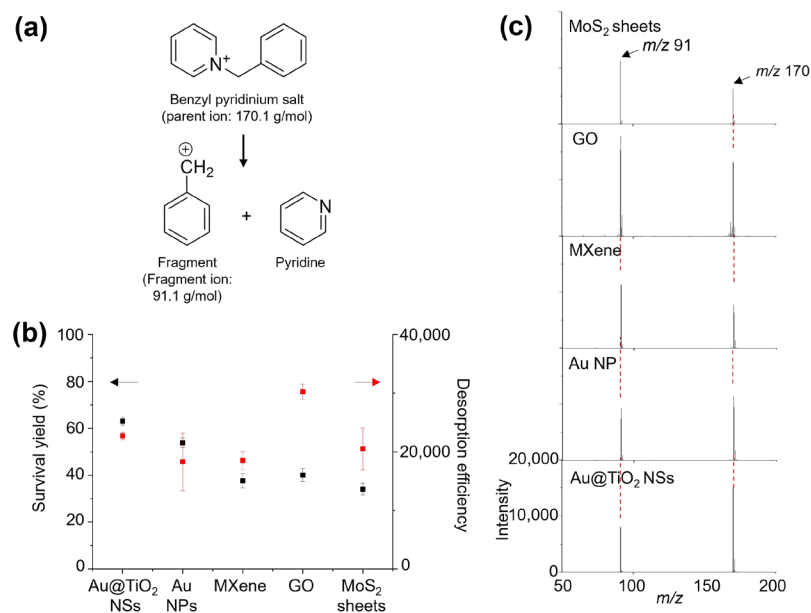 (a)
N+
Benzyl pyridinium salt
(parent ion: 170.1 g/mol)
+
CH2
+
N
Fragment
(Fragment ion:
91.1 g/mol)
Pyridine
(b)
100
80
60
40
20
0
Survival yield (%)
40,000
20,000
0
Desorption efficiency
Au@TiO2
NSs
Au
NPs
MXene
GO
MoS2
sheets
(c)
MoS2 sheets
m/z 91
m/z 170
GO
MXene
Au NP
Au@TiO2 NSs
20,000
10,000
0
Intensity
50
100
150
200
m/z